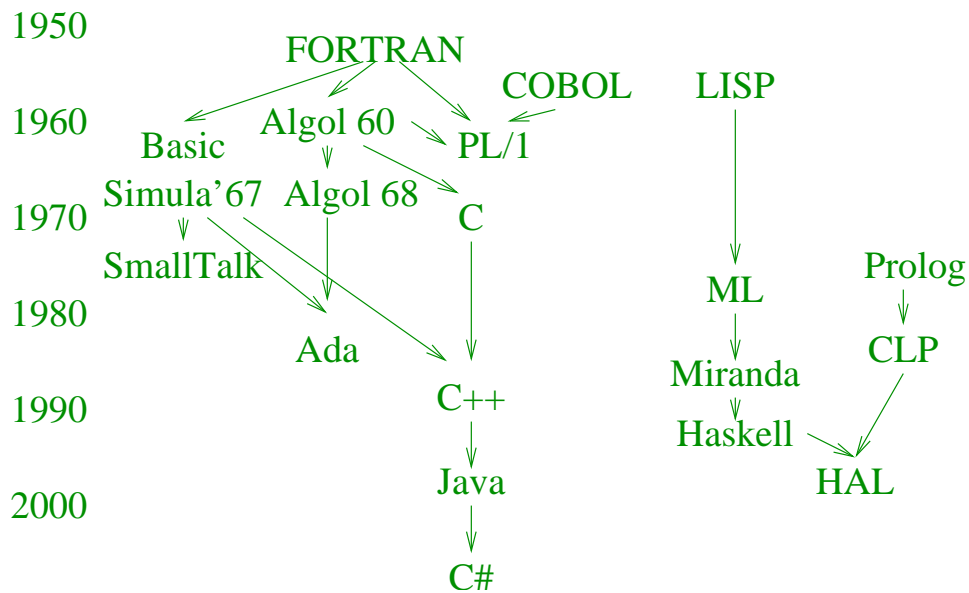 1950
FORTRAN
COBOL LISP
1960 Algol 60
Basic PL/1
Simula’67 Algol 68
1970 C
SmallTalk Prolog
ML
1980
Ada CLP
Miranda
1990 C++
Haskell
Java HAL
2000
C#